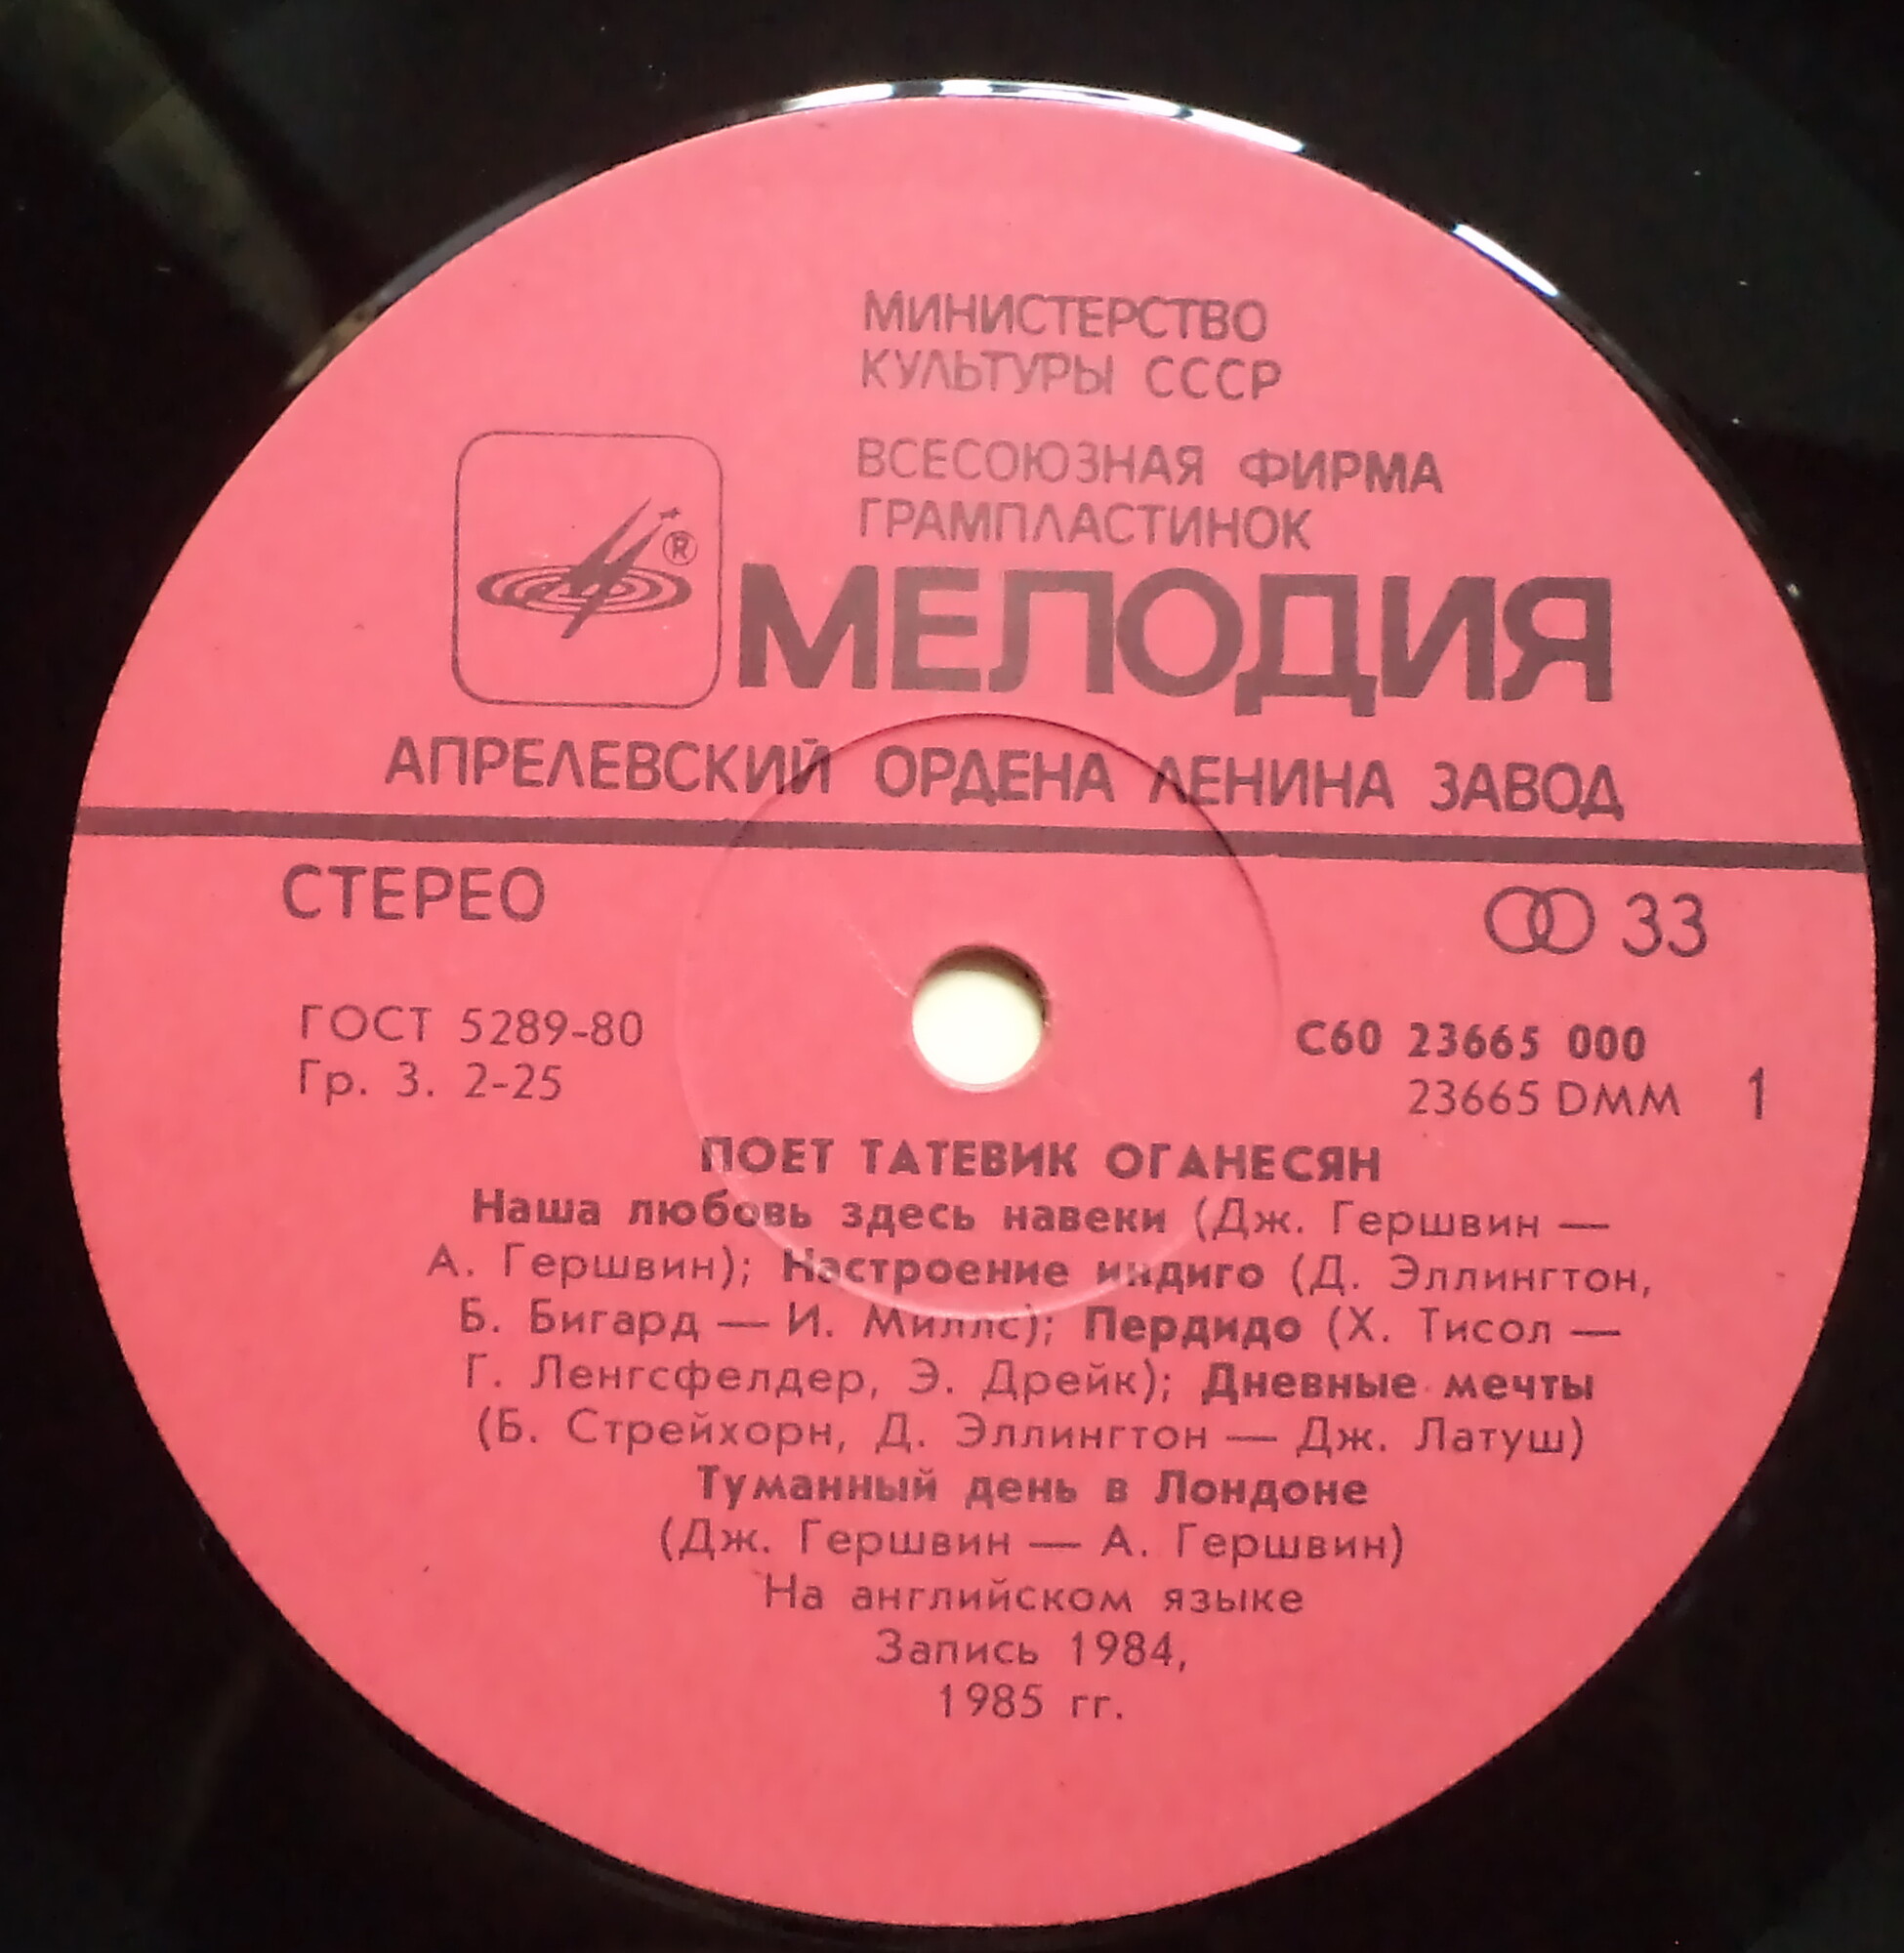 МИНИСТЕРСТВО
КУЛЬТУРЫ СССР
ВСЕСОЮЗНАЯ ФИРМА
ГРАМПЛАСТИНОК
®
МЕЛОДИЯ
АПРЕЛЕВСКИЙ ОРДЕНА ЛЕНИНА ЗАВОД
СТЕРЕО
33
ГОСТ 5289-80
Гр. 3. 2-25
С60 23665 000
23665 DMM 1
ПОЕТ ТАТЕВИК ОГАНЕСЯН
Наша любовь здесь навеки (Дж. Гершвин —
А. Гершвин); Настроение индиго (Д. Эллингтон,
Б. Бигард — И. Миллс); Пердидо (Х. Тисол —
Г. Ленгсфелдер, Э. Дрейк); Дневные мечты
(Б. Стрейхорн, Д. Эллингтон — Дж. Латуш)
Туманный день в Лондоне
(Дж. Гершвин — А. Гершвин)
На английском языке
Запись 1984,
1985 гг.